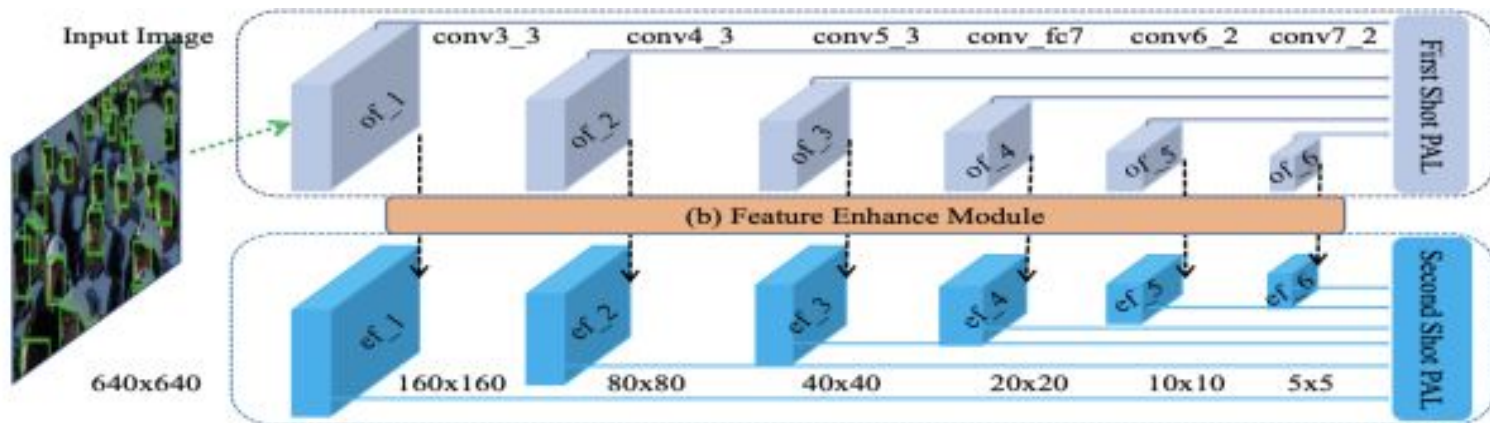 Input Image
conv3_3 conv4_3 conv5_3 conv_fc7 conv6_2 conv7_2
of_1 of_2 of_3 of_4 of_5 of_6
First Shot PAL
(b) Feature Enhance Module
ef_1 ef_2 ef_3 ef_4 ef_5 ef_6
Second Shot PAL
640x640 160x160 80x80 40x40 20x20 10x10 5x5